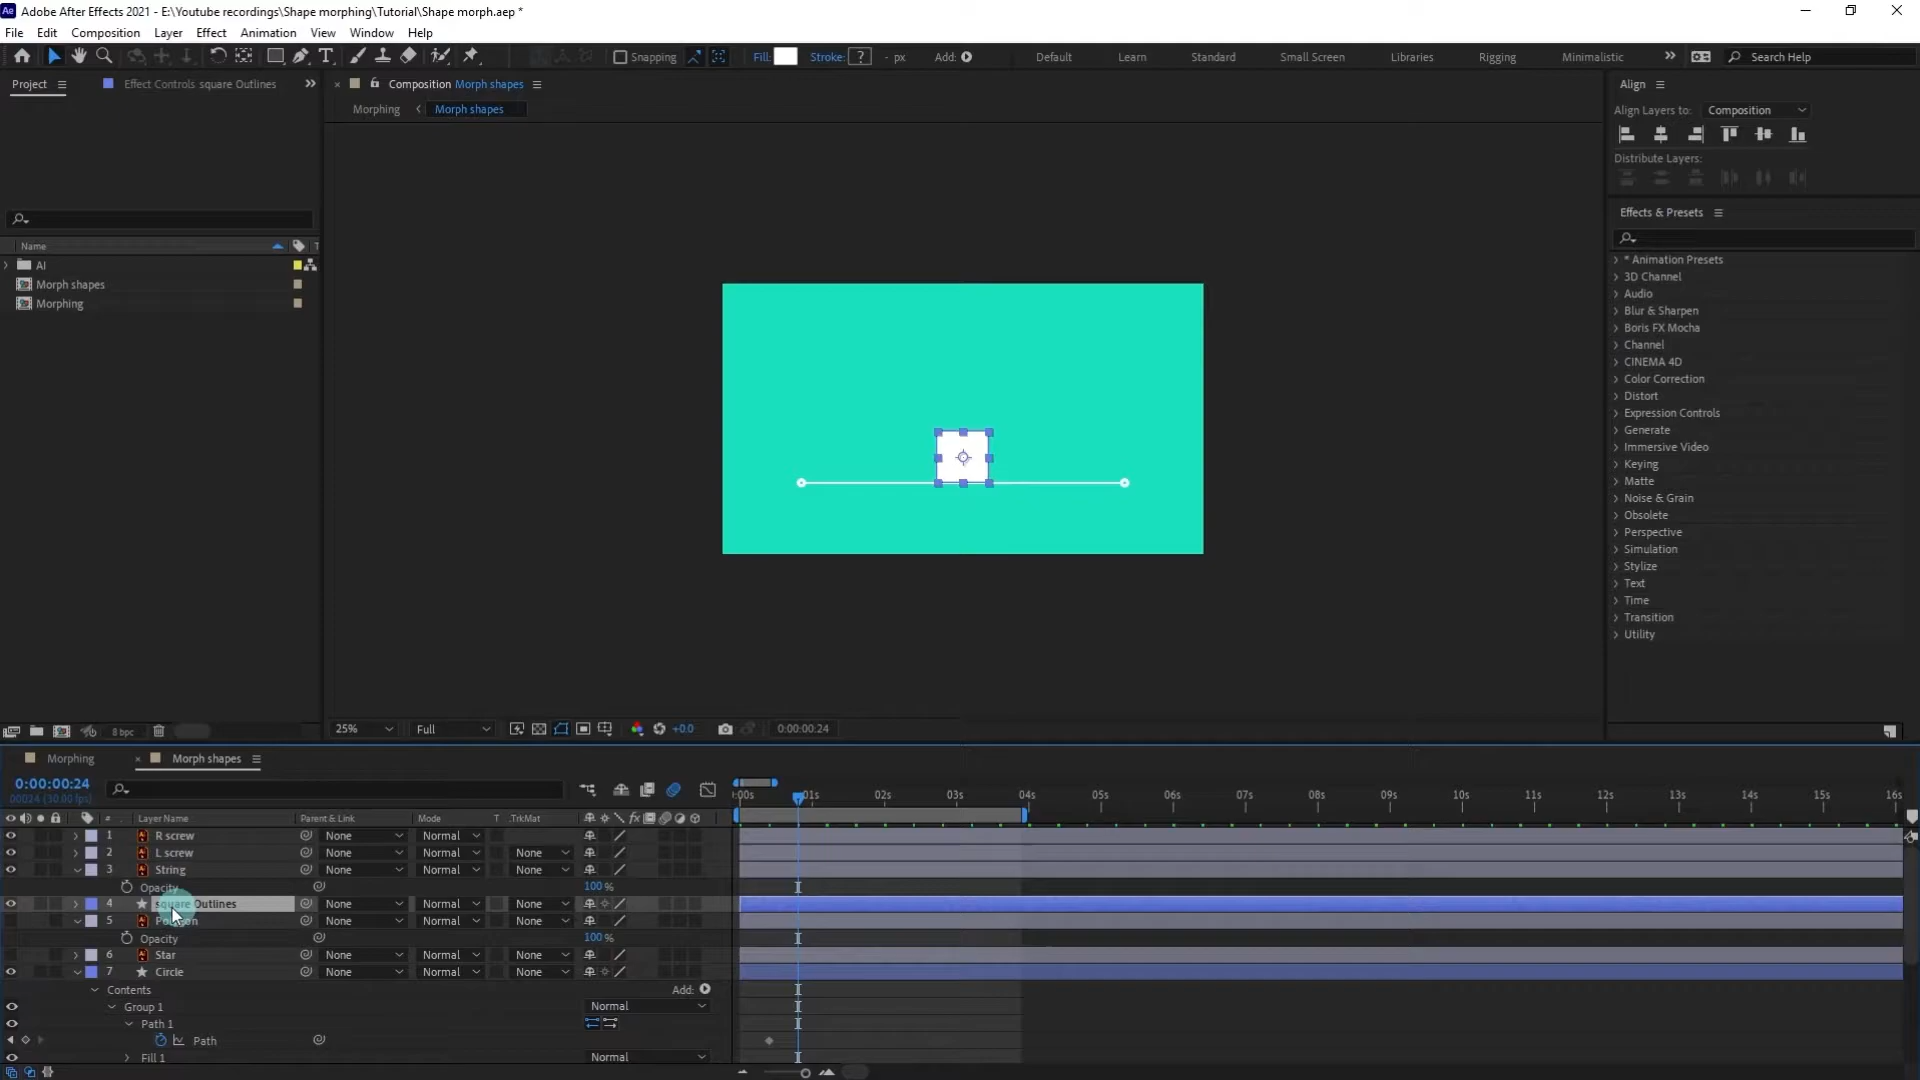 Adobe After Effects 2021 - E:\Youtube recordings\Shape morphing\Tutorial\Shape morph.aep *
File Edit Composition Layer Effect Animation View Window Help
Snapping Fill: Stroke: ? - px Add: Default Learn Standard Small Screen Libraries Rigging Minimalistic Search Help
Project Effect Controls square Outlines
Composition Morph shapes
Morphing Morph shapes
Name
AI
Morph shapes
Morphing
Align
Align Layers to: Composition
Distribute Layers:
Effects & Presets
* Animation Presets
3D Channel
Audio
Blur & Sharpen
Boris FX Mocha
Channel
CINEMA 4D
Color Correction
Distort
Expression Controls
Generate
Immersive Video
Keying
Matte
Noise & Grain
Obsolete
Perspective
Simulation
Stylize
Text
Time
Transition
Utility
8 bpc
25% Full +0.0 0:00:00:24
Morphing Morph shapes
0:00:00:24
00024 (30.00 fps)
:00s 01s 02s 03s 04s 05s 06s 07s 08s 09s 10s 11s 12s 13s 14s 15s 16s
# Layer Name Parent & Link Mode T .TrkMat
1 R screw None Normal
2 L screw None Normal None
3 String None Normal None
Opacity 100 %
4 square Outlines None Normal None
5 None Normal None
Opacity 100 %
6 Star None Normal None
7 Circle None Normal None
Contents Add:
Group 1 Normal
Path 1
Path
Fill 1 Normal